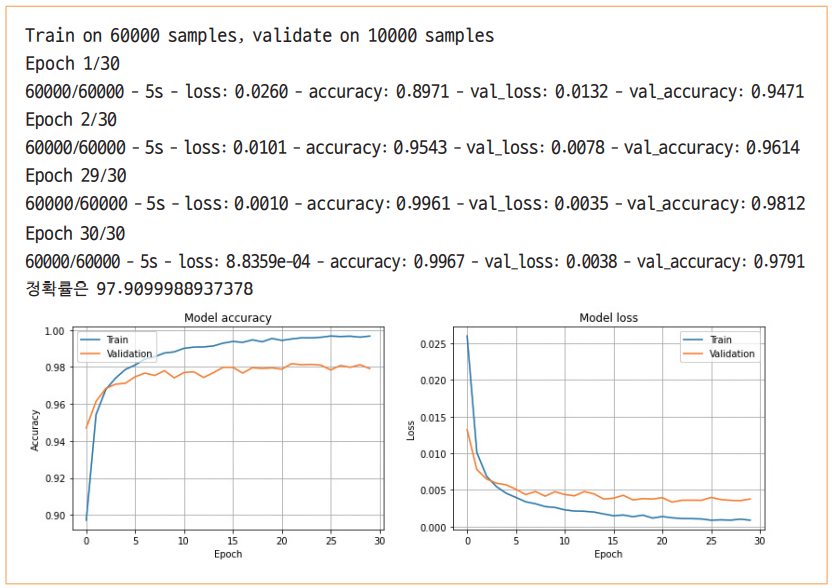 Train on 60000 samples, validate on 10000 samples
Epoch 1/30
60000/60000 - 5s - loss: 0.0260 - accuracy: 0.8971 - val_loss: 0.0132 - val_accuracy: 0.9471
Epoch 2/30
60000/60000 - 5s - loss: 0.0101 - accuracy: 0.9543 - val_loss: 0.0078 - val_accuracy: 0.9614
Epoch 29/30
60000/60000 - 5s - loss: 0.0010 - accuracy: 0.9961 - val_loss: 0.0035 - val_accuracy: 0.9812
Epoch 30/30
60000/60000 - 5s - loss: 8.8359e-04 - accuracy: 0.9967 - val_loss: 0.0038 - val_accuracy: 0.9791
정확률은 97.9099988937378
Model accuracy
Train
Validation
Accuracy
1.00
0.98
0.96
0.94
0.92
0.90
0 5 10 15 20 25 30
Epoch
Model loss
Train
Validation
Loss
0.025
0.020
0.015
0.010
0.005
0.000
0 5 10 15 20 25 30
Epoch